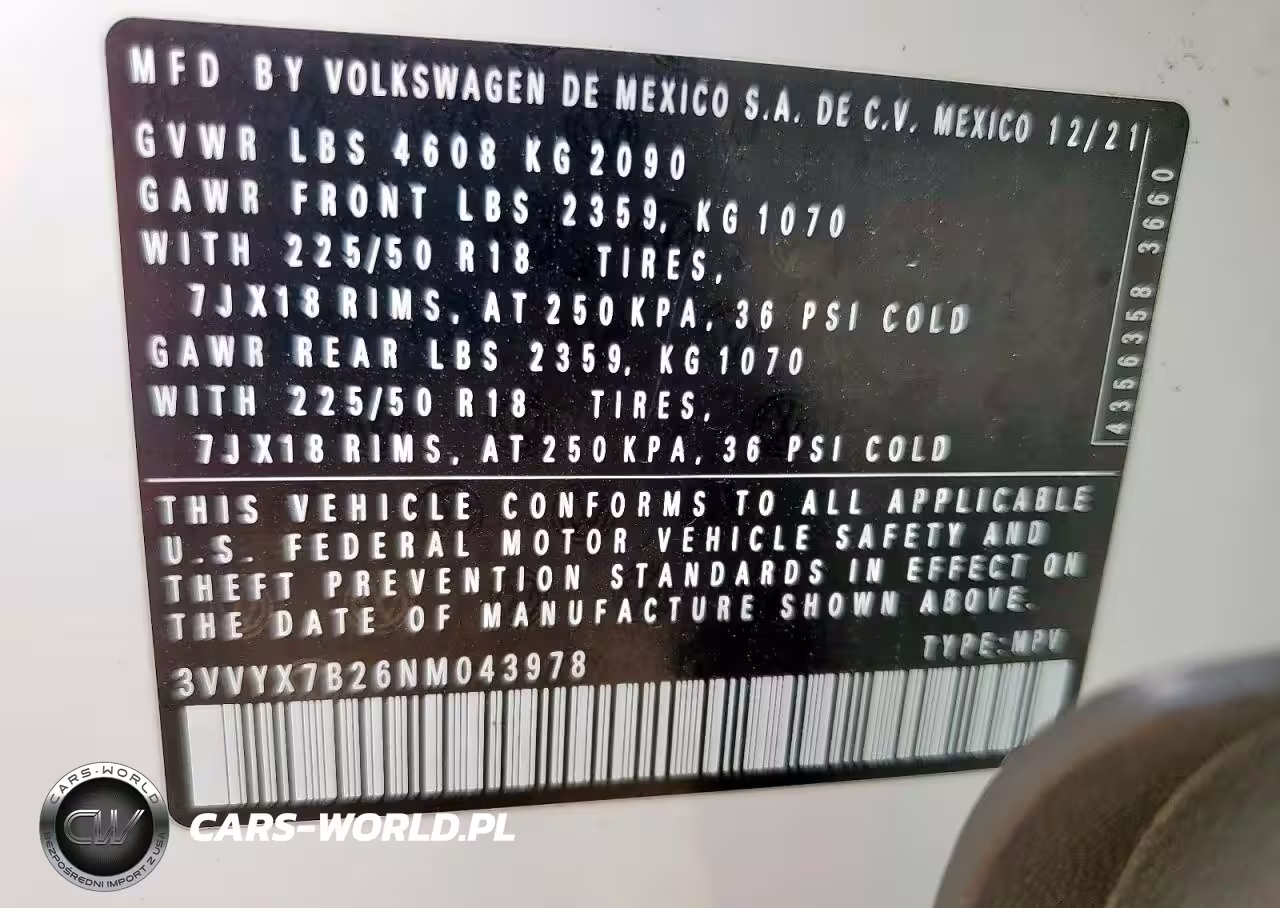 MFD BY VOLKSWAGEN DE MEXICO S.A. DE C.V. MEXICO 12/21
GVWR LBS 4608 KG 2090
GAWR FRONT LBS 2359, KG 1070
WITH 225/50 R18 TIRES,
7JX18 RIMS, AT 250 KPA, 36 PSI COLD
GAWR REAR LBS 2359, KG 1070
WITH 225/50 R18 TIRES,
7JX18 RIMS, AT 250 KPA, 36 PSI COLD
4356358 3660
THIS VEHICLE CONFORMS TO ALL APPLICABLE
U.S. FEDERAL MOTOR VEHICLE SAFETY AND
THEFT PREVENTION STANDARDS IN EFFECT ON
THE DATE OF MANUFACTURE SHOWN ABOVE.
TYPE: MPV
3VVYX7B26NM043978
CARS-WORLD
CW
BEZPOŚREDNI IMPORT Z USA
CARS-WORLD.PL